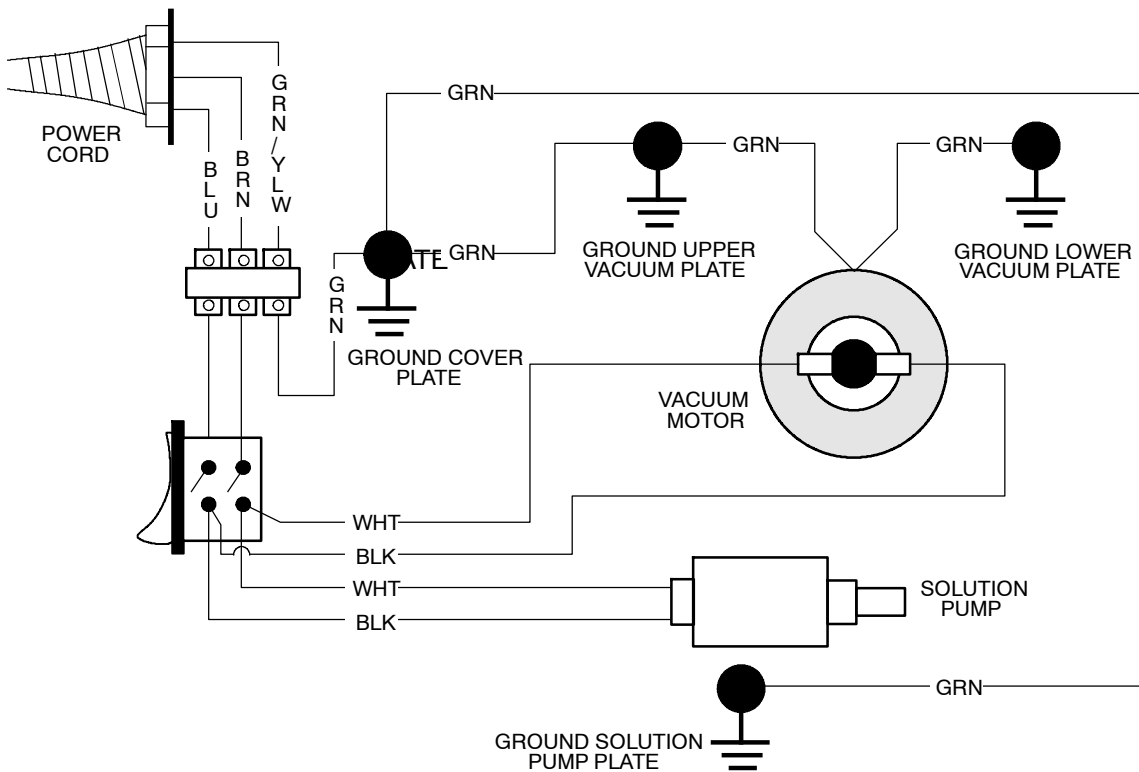 GRN
POWER
CORD
GRN/YLW
BRN
BLU
GRN
GRN
GROUND UPPER
VACUUM PLATE
GROUND LOWER
VACUUM PLATE
ATE
GRN
GRN
GROUND COVER
PLATE
VACUUM
MOTOR
WHT
BLK
WHT
BLK
SOLUTION
PUMP
GRN
GROUND SOLUTION
PUMP PLATE